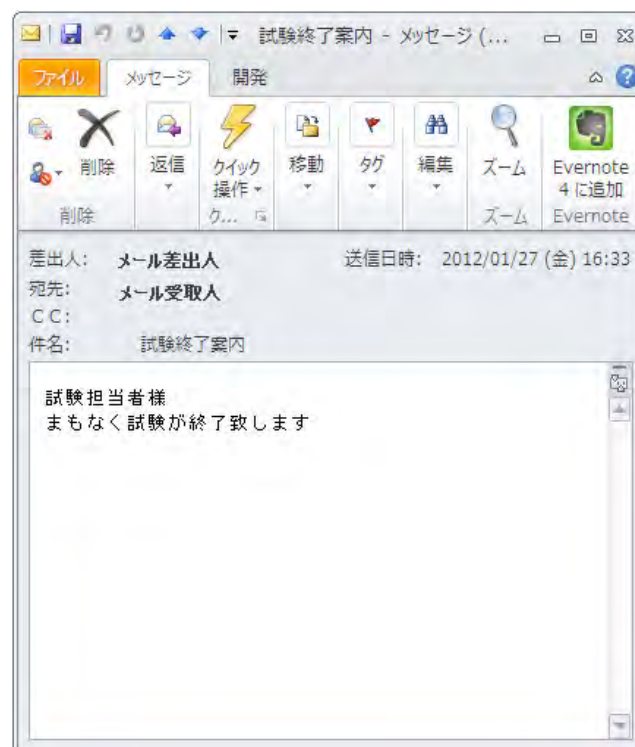 試験終了案内 - メッセージ (...
ファイル メッセージ 開発
削除 返信 クイック操作 移動 タグ 編集 ズーム Evernote 4 に追加
削除 ク... ズーム Evernote
差出人: メール差出人 送信日時: 2012/01/27 (金) 16:33
宛先: メール受取人
CC:
件名: 試験終了案内
試験担当者様
まもなく試験が終了致します